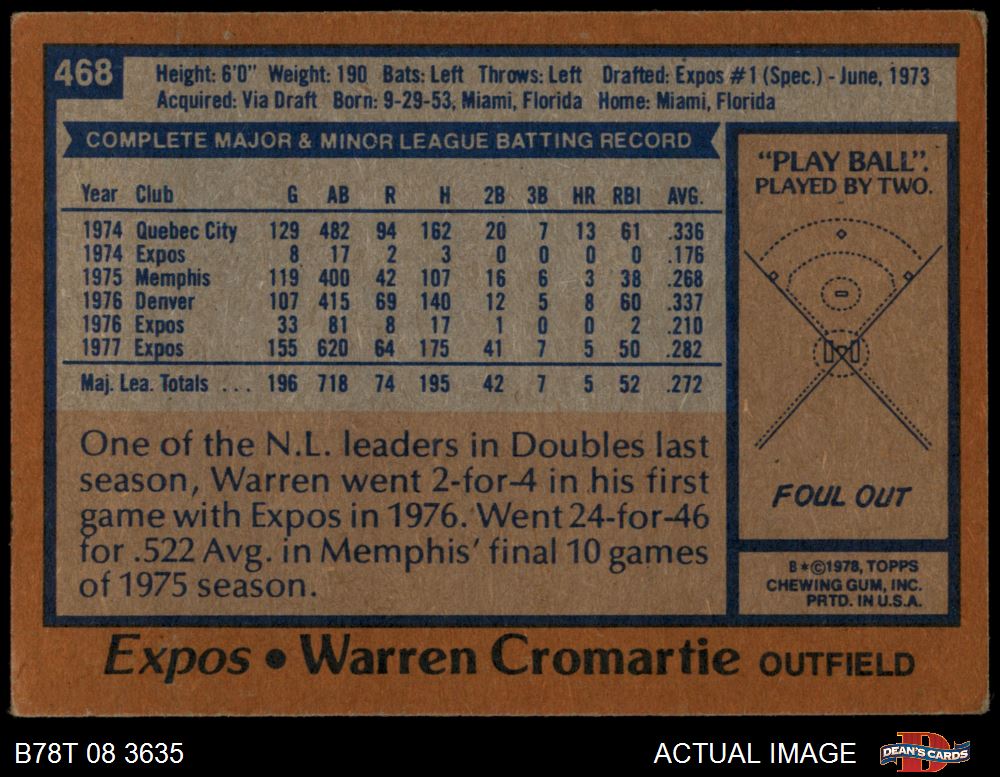 468
Height: 6'0" Weight: 190 Bats: Left Throws: Left Drafted: Expos #1 (Spec.) - June, 1973
Acquired: Via Draft Born: 9-29-53, Miami, Florida Home: Miami, Florida
COMPLETE MAJOR & MINOR LEAGUE BATTING RECORD
Year Club G AB R H 2B 3B HR RBI AVG.
1974 Quebec City 129 482 94 162 20 7 13 61 .336
1974 Expos 8 17 2 3 0 0 0 0 .176
1975 Memphis 119 400 42 107 16 6 3 38 .268
1976 Denver 107 415 69 140 12 5 8 60 .337
1976 Expos 33 81 8 17 1 0 0 2 .210
1977 Expos 155 620 64 175 41 7 5 50 .282
Maj. Lea. Totals ... 196 718 74 195 42 7 5 52 .272
One of the N.L. leaders in Doubles last
season, Warren went 2-for-4 in his first
game with Expos in 1976. Went 24-for-46
for .522 Avg. in Memphis' final 10 games
of 1975 season.
"PLAY BALL".
PLAYED BY TWO.
FOUL OUT
B*©1978, TOPPS
CHEWING GUM, INC.
PRTD. IN U.S.A.
Expos • Warren Cromartie OUTFIELD
B78T 08 3635
ACTUAL IMAGE
DEAN'S CARDS